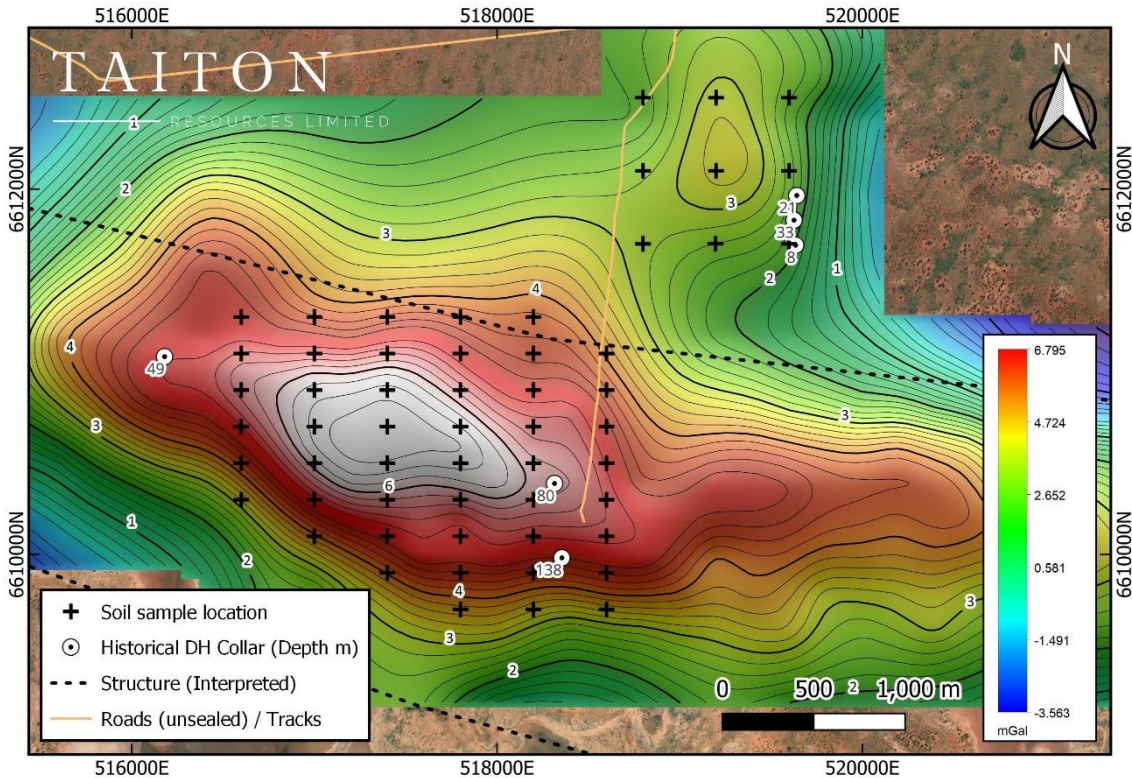 516000E 518000E 520000E
TAITON
RESOURCES LIMITED
N
1
2
6612000N
6612000N
3
3
21
33
8
2
1
4
4
49
3
3
6
80
138
1
2
4
3
3
2
2
6610000N
6610000N
6.795
4.724
2.652
0.581
-1.491
-3.563
mGal
Soil sample location
Historical DH Collar (Depth m)
Structure (Interpreted)
Roads (unsealed) / Tracks
0 500 1,000 m
516000E 518000E 520000E